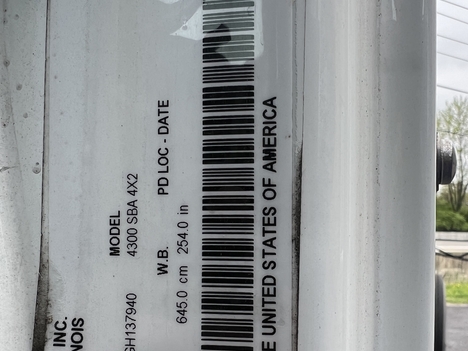 INC.
NOIS
MODEL
GH137940 4300 SBA 4X2
W.B. PD LOC - DATE
645.0 cm 254.0 in
E UNITED STATES OF AMERICA